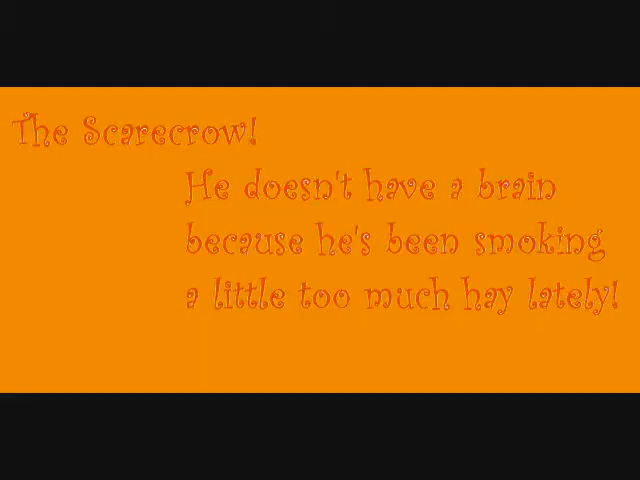 The Scarecrow!
He doesn't have a brain
because he's been smoking
a little too much hay lately!